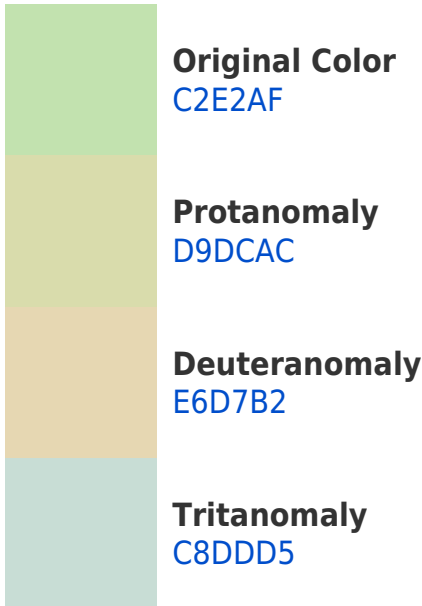 Original Color
C2E2AF
Protanomaly
D9DCAC
Deuteranomaly
E6D7B2
Tritanomaly
C8DDD5